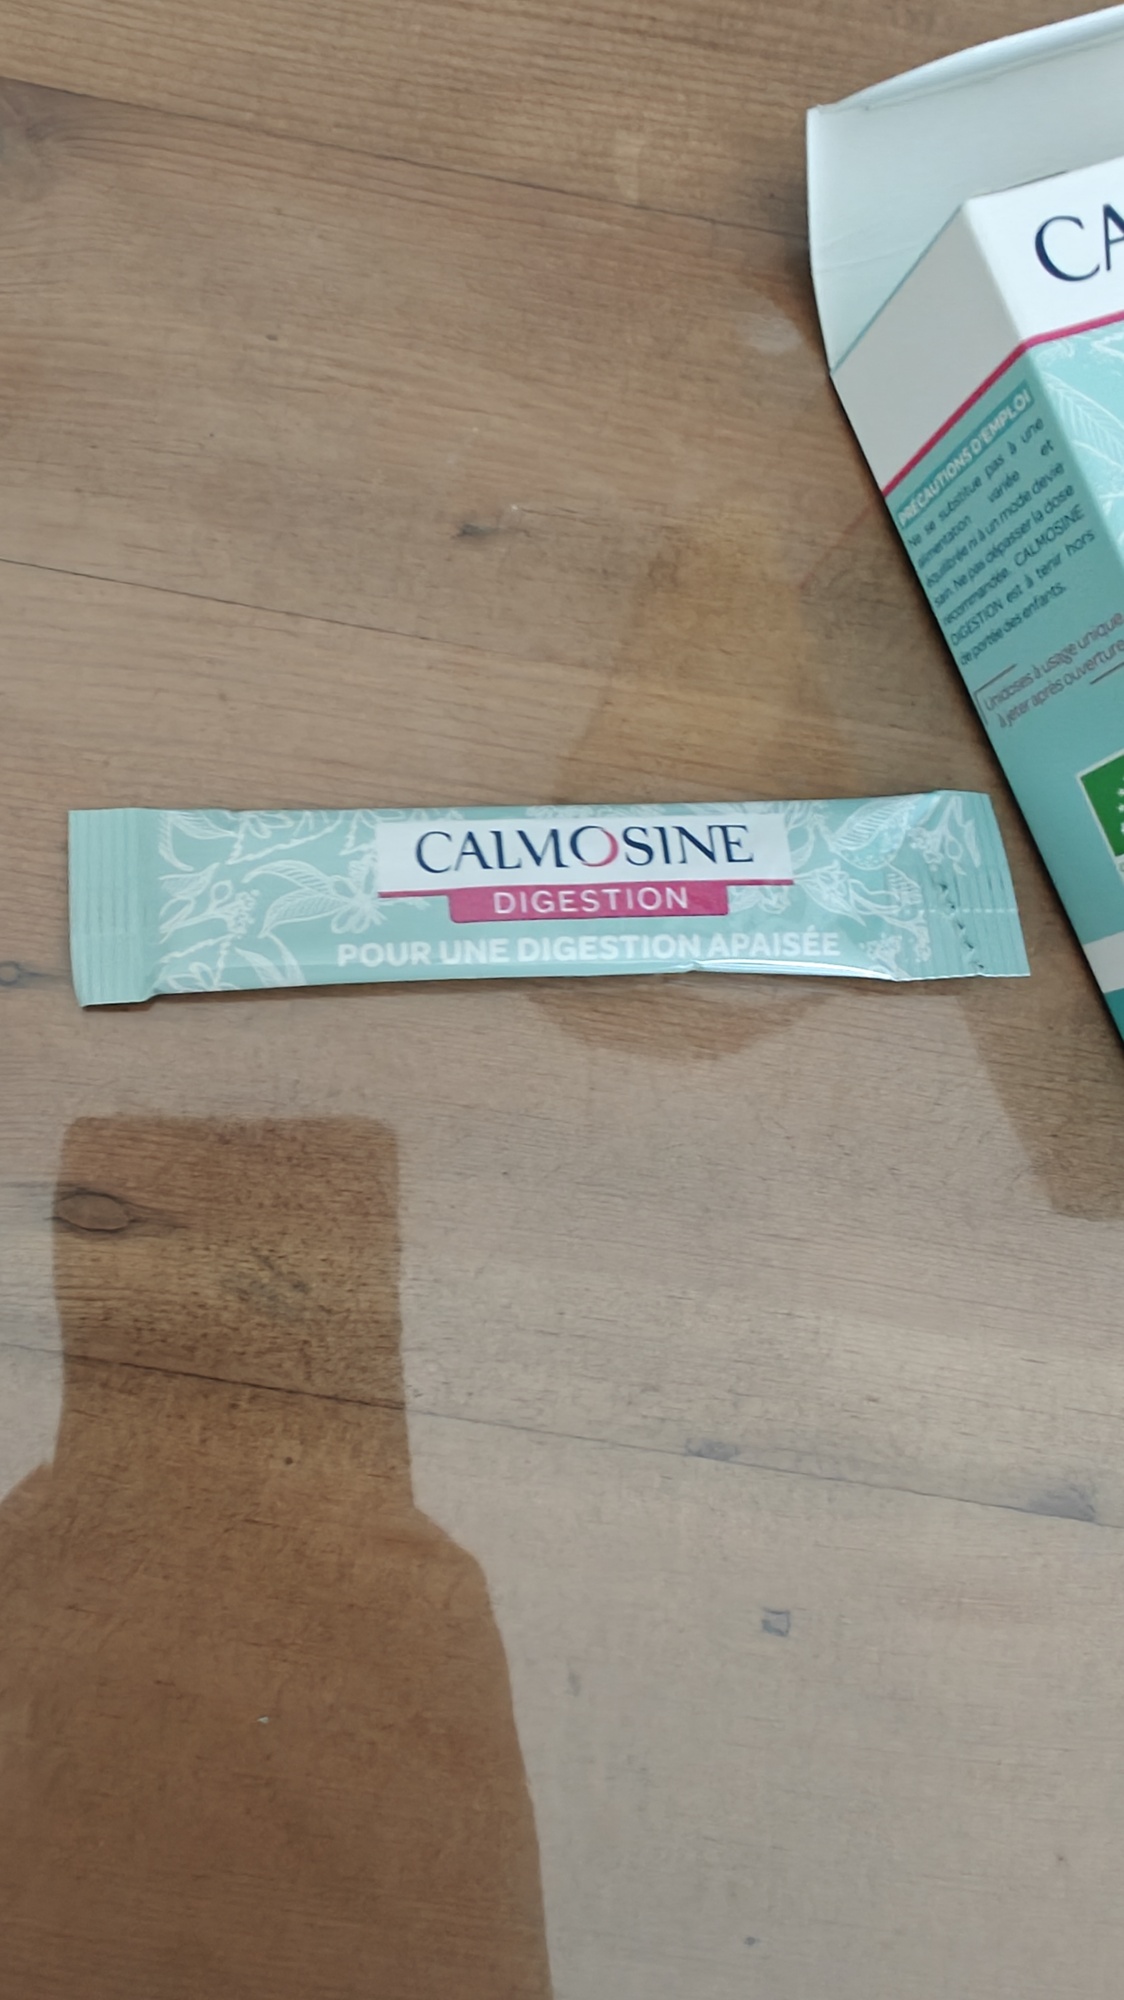 CA
PRÉCAUTIONS D'EMPLOI
Ne se substitue pas à une
alimentation variée et
équilibrée ni à un mode de vie
sain. Ne pas dépasser la dose
recommandée. CALMOSINE
DIGESTION est à tenir hors
de portée des enfants.
Unidoses à usage unique
à jeter après ouverture
CALMOSINE
DIGESTION
POUR UNE DIGESTION APAISÉE